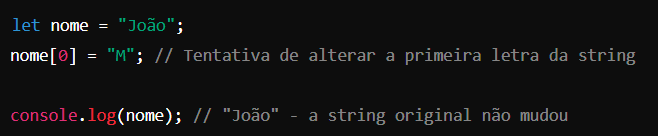 let nome = "João";
nome[0] = "M"; // Tentativa de alterar a primeira letra da string
console.log(nome); // "João" - a string original não mudou